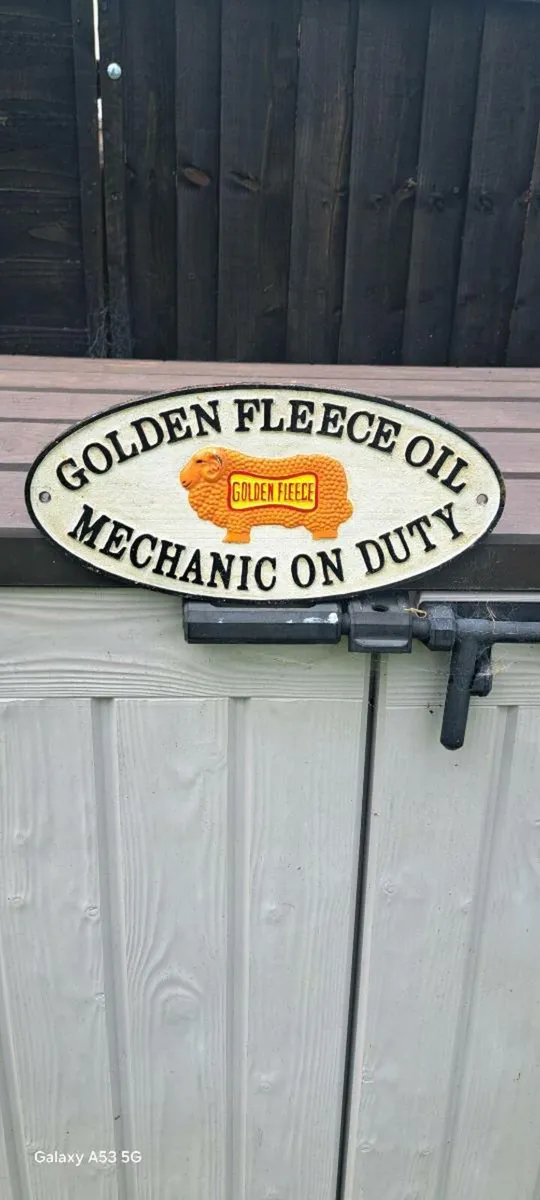 GOLDEN FLEECE OIL
GOLDEN FLEECE
MECHANIC ON DUTY
Galaxy A53 5G